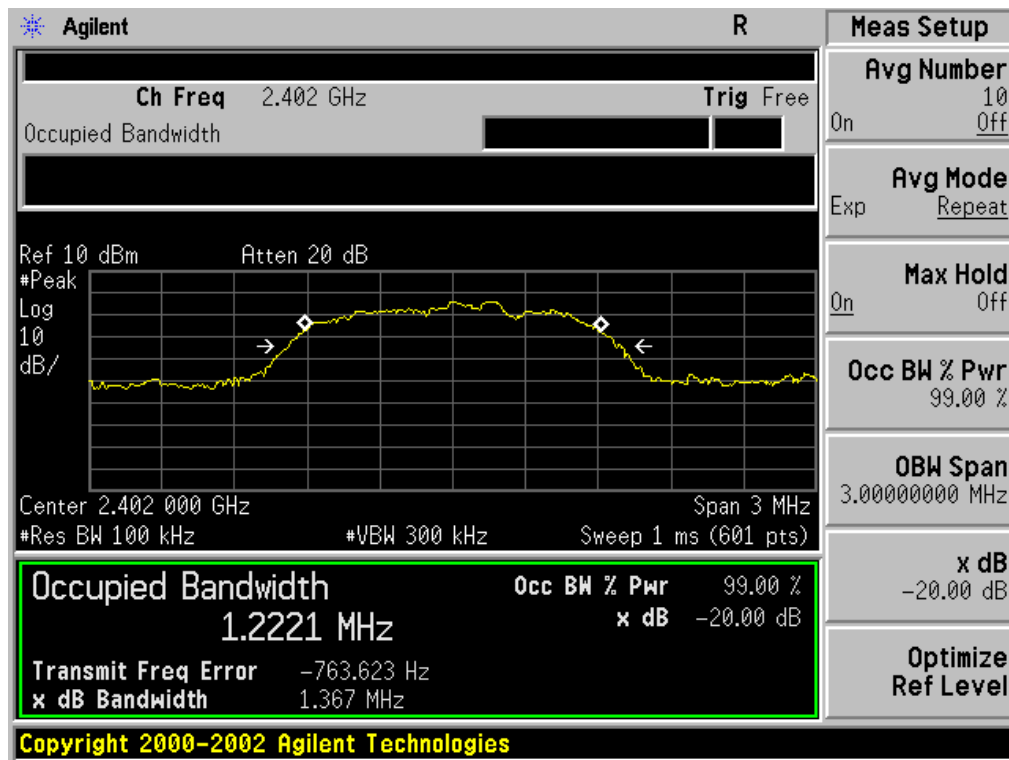 Agilent R Meas Setup
Ch Freq 2.402 GHz Trig Free
Occupied Bandwidth
Ref 10 dBm Atten 20 dB
#Peak
Log
10
dB/
Center 2.402 000 GHz Span 3 MHz
#Res BW 100 kHz #VBW 300 kHz Sweep 1 ms (601 pts)
Occupied Bandwidth Occ BW % Pwr 99.00 %
1.2221 MHz x dB -20.00 dB
Transmit Freq Error -763.623 Hz
x dB Bandwidth 1.367 MHz
Copyright 2000-2002 Agilent Technologies
Avg Number
10
On Off
Avg Mode
Exp Repeat
Max Hold
On Off
Occ BW % Pwr
99.00 %
OBW Span
3.00000000 MHz
x dB
-20.00 dB
Optimize
Ref Level